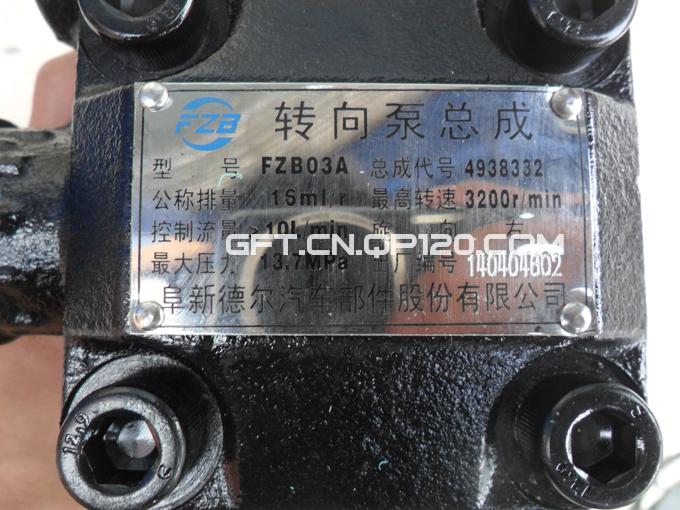 FZB 转向泵总成
型 号 FZB03A 总成代号 4938332
公称排量 16ml/r 最高转速 3200r/min
控制流量 >10L/min 旋 向 右
GFT.CN.QP120.COM
最大压力 13.7MPa 出厂编号 140404802
阜新德尔汽车部件股份有限公司
12.9